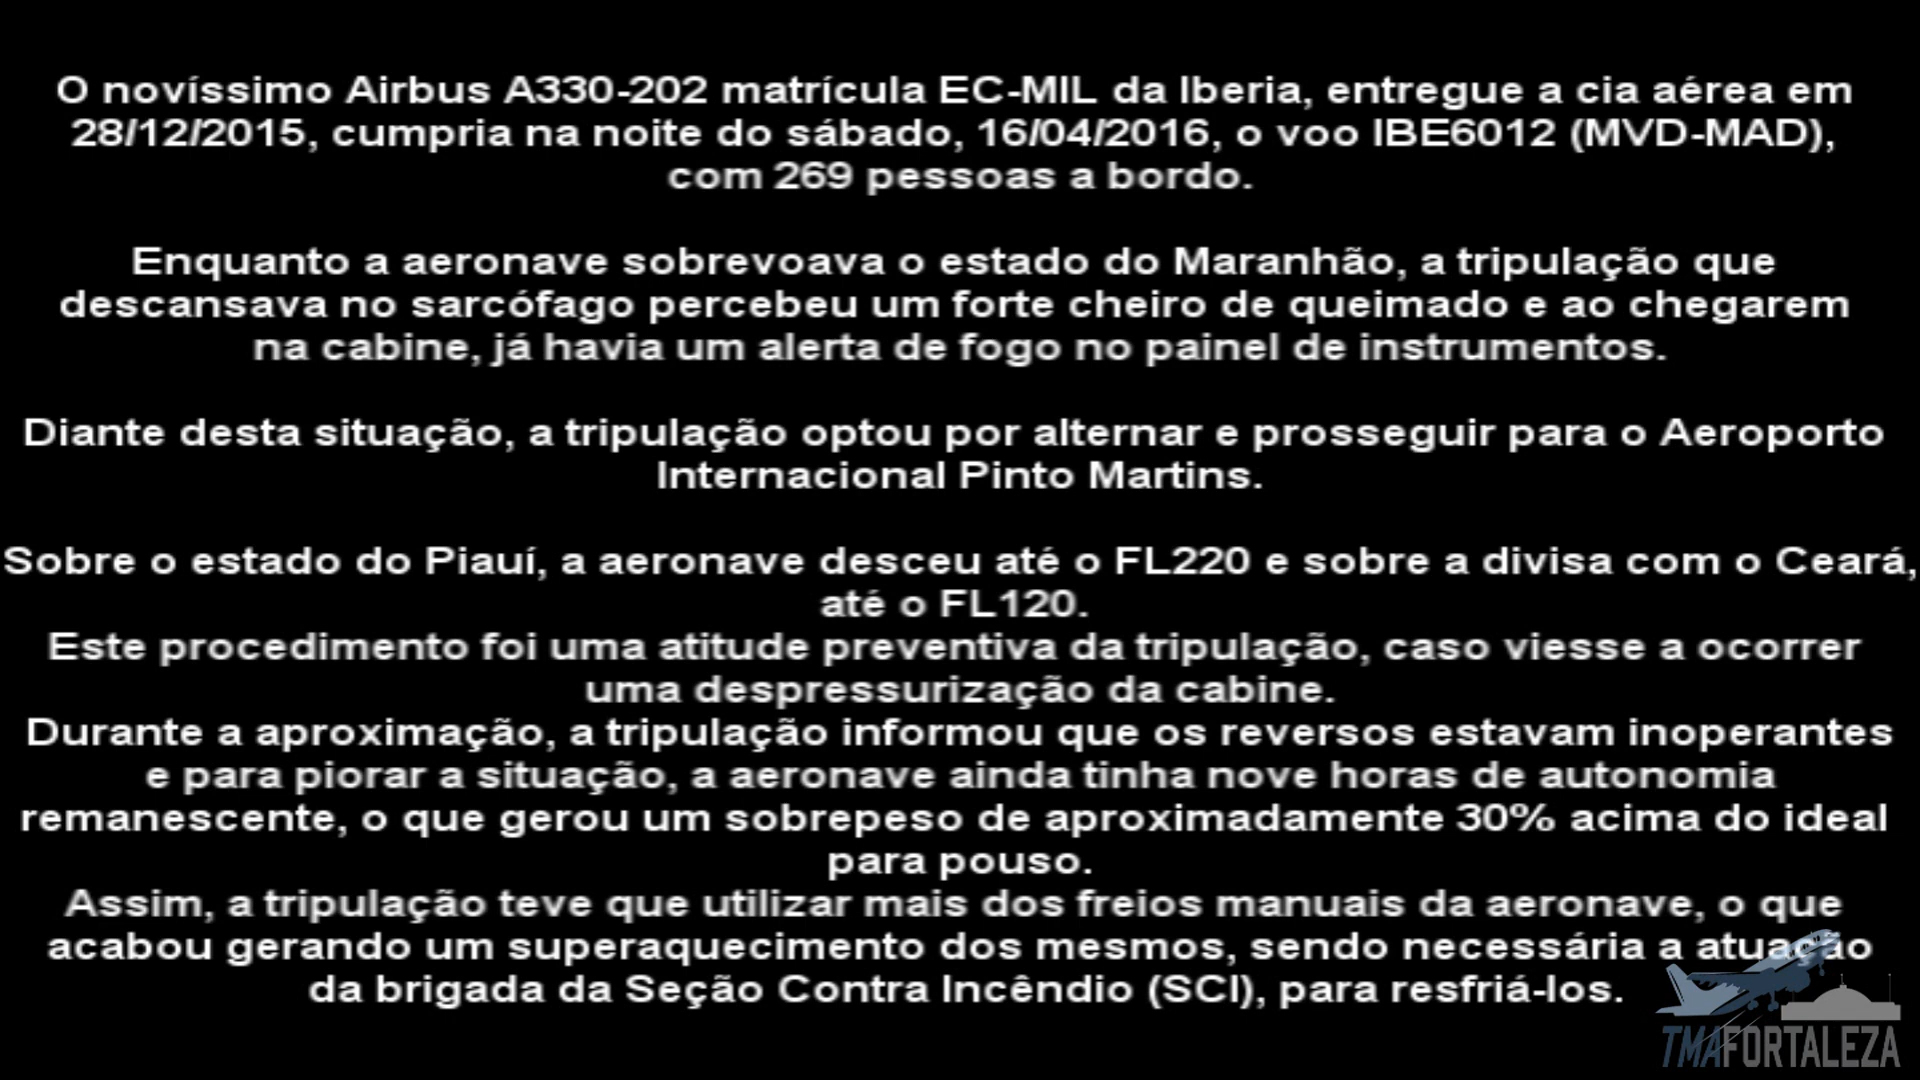 O novíssimo Airbus A330-202 matrícula EC-MIL da Iberia, entregue a cia aérea em
28/12/2015, cumpria na noite do sábado, 16/04/2016, o voo IBE6012 (MVD-MAD),
com 269 pessoas a bordo.
Enquanto a aeronave sobrevoava o estado do Maranhão, a tripulação que
descansava no sarcófago percebeu um forte cheiro de queimado e ao chegarem
na cabine, já havia um alerta de fogo no painel de instrumentos.
Diante desta situação, a tripulação optou por alternar e prosseguir para o Aeroporto
Internacional Pinto Martins.
Sobre o estado do Piauí, a aeronave desceu até o FL220 e sobre a divisa com o Ceará,
até o FL120.
Este procedimento foi uma atitude preventiva da tripulação, caso viesse a ocorrer
uma despressurização da cabine.
Durante a aproximação, a tripulação informou que os reversos estavam inoperantes
e para piorar a situação, a aeronave ainda tinha nove horas de autonomia
remanescente, o que gerou um sobrepeso de aproximadamente 30% acima do ideal
para pouso.
Assim, a tripulação teve que utilizar mais dos freios manuais da aeronave, o que
acabou gerando um superaquecimento dos mesmos, sendo necessária a atuação
da brigada da Seção Contra Incêndio (SCI), para resfriá-los.
TMAFORTALEZA